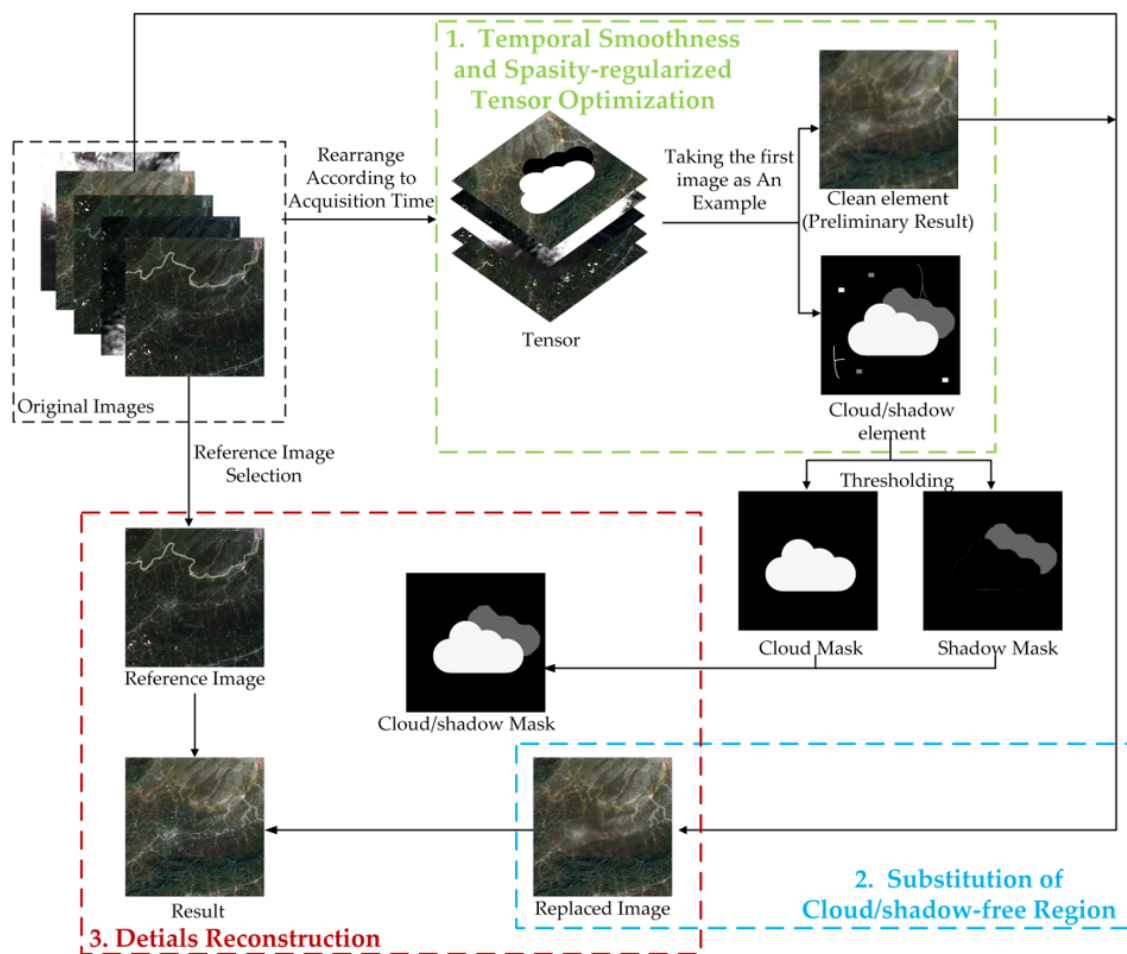 1. Temporal Smoothness
and Spasity-regularized
Tensor Optimization
Rearrange
According to
Acquisition Time
Taking the first
image as An
Example
Clean element
(Preliminary Result)
Tensor
Original Images
Cloud/shadow
element
Reference Image
Selection
Thresholding
Cloud Mask
Shadow Mask
Reference Image
Cloud/shadow Mask
Result
Replaced Image
2. Substitution of
Cloud/shadow-free Region
3. Detials Reconstruction